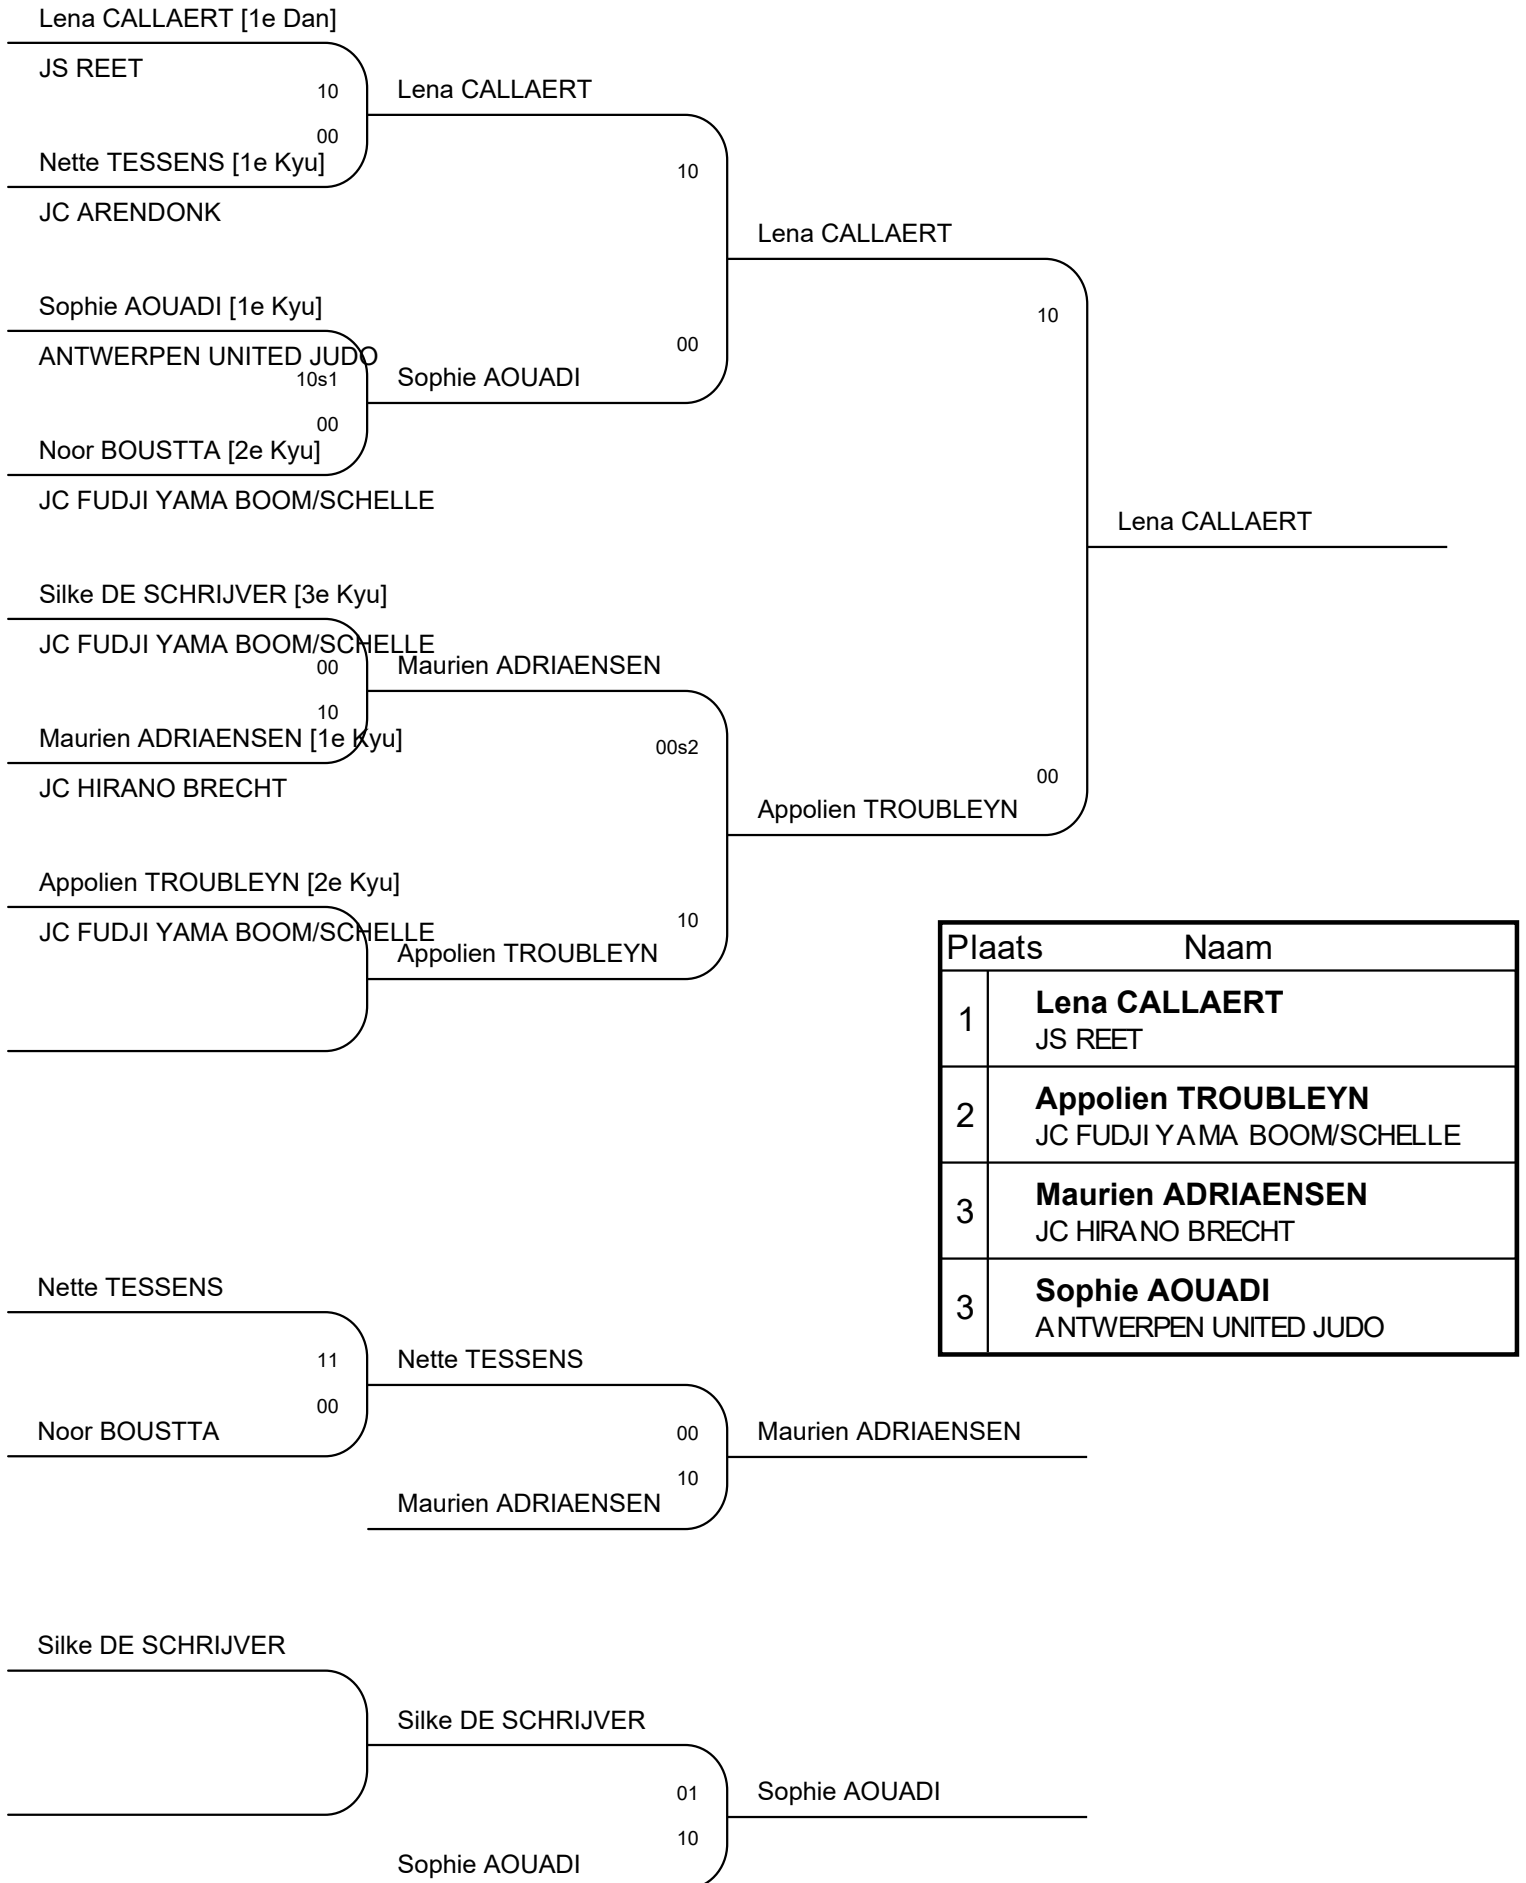 Lena CALLAERT [1e Dan]
JS REET
10
Lena CALLAERT
00
Nette TESSENS [1e Kyu]
10
JC ARENDONK
Lena CALLAERT
Sophie AOUADI [1e Kyu]
10
ANTWERPEN UNITED JUDO
00
10s1
Sophie AOUADI
00
Noor BOUSTTA [2e Kyu]
JC FUDJI YAMA BOOM/SCHELLE
Lena CALLAERT
Silke DE SCHRIJVER [3e Kyu]
JC FUDJI YAMA BOOM/SCHELLE
00
Maurien ADRIAENSEN
10
Maurien ADRIAENSEN [1e Kyu]
00s2
JC HIRANO BRECHT
00
Appolien TROUBLEYN
Appolien TROUBLEYN [2e Kyu]
JC FUDJI YAMA BOOM/SCHELLE
10
Appolien TROUBLEYN
Plaats Naam
1 Lena CALLAERT
JS REET
2 Appolien TROUBLEYN
JC FUDJI YAMA BOOM/SCHELLE
3 Maurien ADRIAENSEN
JC HIRANO BRECHT
3 Sophie AOUADI
ANTWERPEN UNITED JUDO
Nette TESSENS
11
Nette TESSENS
00
Noor BOUSTTA
00
Maurien ADRIAENSEN
10
Maurien ADRIAENSEN
Silke DE SCHRIJVER
Silke DE SCHRIJVER
01
Sophie AOUADI
10
Sophie AOUADI